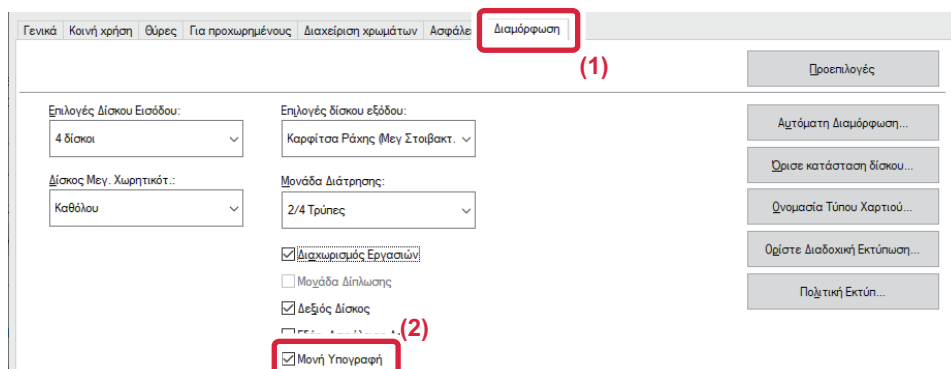 Γενικά Κοινή χρήση Θύρες Για προχωρημένους Διαχείριση χρωμάτων Ασφάλε Διαμόρφωση
(1)
Προεπιλογές
Επιλογές Δίσκου Εισόδου:
4 δίσκοι
Επιλογές δίσκου εξόδου:
Καρφίτσα Ράχης (Μεγ Στοιβακτ.
Αυτόματη Διαμόρφωση...
Όρισε κατάσταση δίσκου...
Δίσκος Μεγ. Χωρητικότ.:
Καθόλου
Μονάδα Διάτρησης:
2/4 Τρύπες
Ονομασία Τύπου Χαρτιού...
Ορίστε Διαδοχική Εκτύπωση...
Διαχωρισμός Εργασιών
Μονάδα Δίπλωσης
Πολιτική Εκτύπ...
Δεξιός Δίσκος
(2)
Μονή Υπογραφή